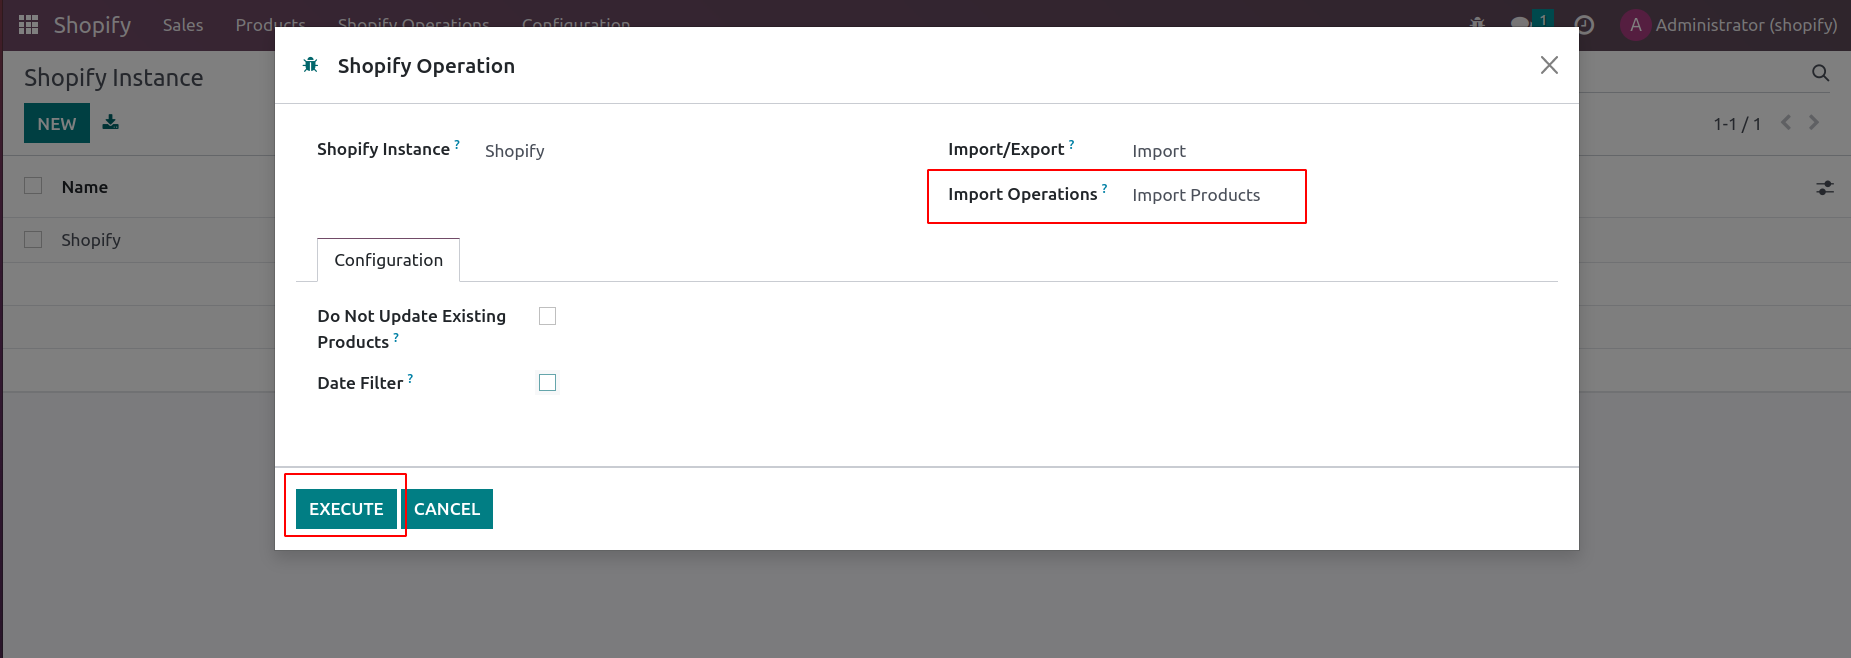 Shopify Sales Products Shopify Operations Configuration 1 A Administrator (shopify)
Shopify Instance
NEW
1-1 / 1
Name
Shopify
Shopify Operation
Shopify Instance ? Shopify
Import/Export ? Import
Import Operations ? Import Products
Configuration
Do Not Update Existing
Products ?
Date Filter ?
EXECUTE CANCEL